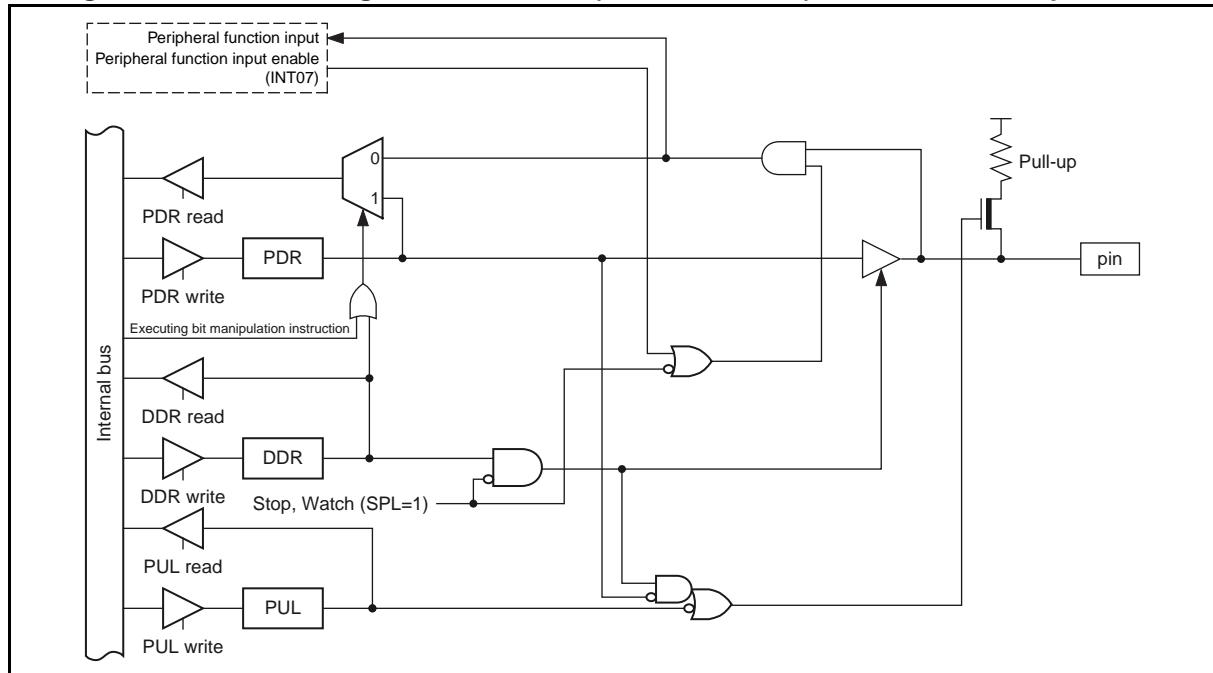 Peripheral function input
Peripheral function input enable
(INT07)
0
Pull-up
1
PDR read
PDR
pin
PDR write
Executing bit manipulation instruction
Internal bus
DDR read
DDR
DDR write
Stop, Watch (SPL=1)
PUL read
PUL
PUL write